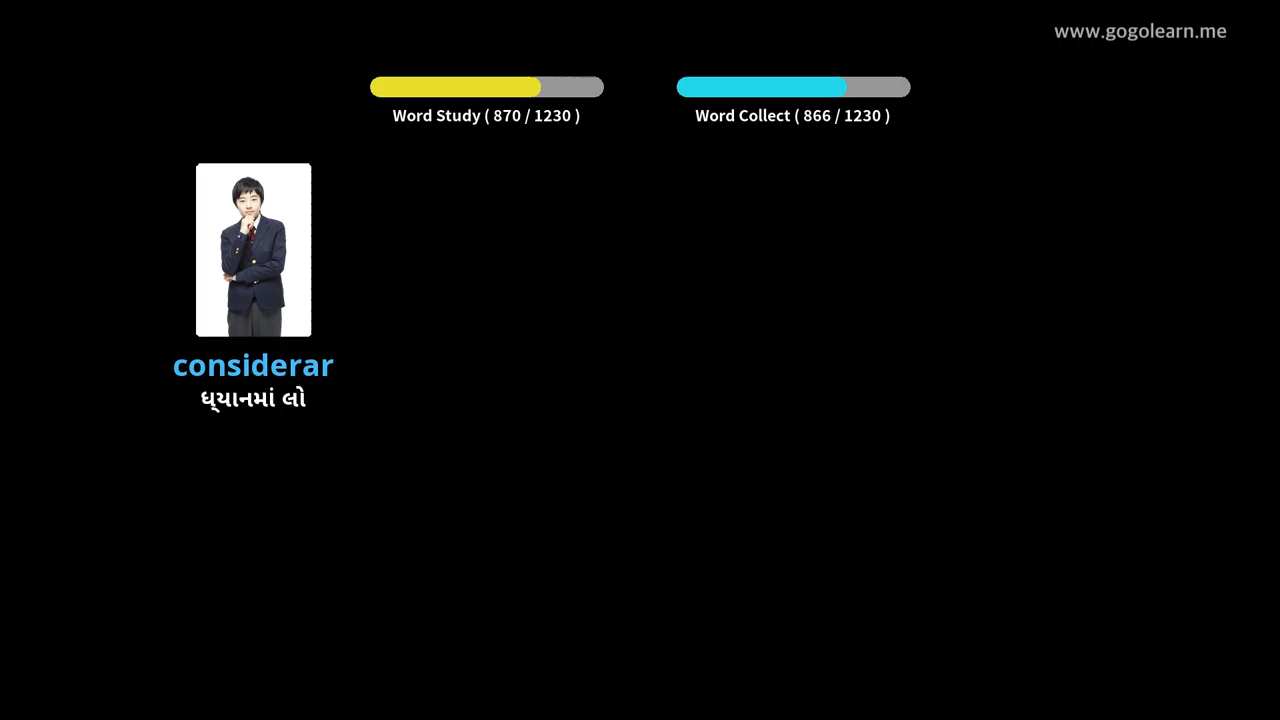 www.gogolearn.me
Word Study ( 870 / 1230 )
Word Collect ( 866 / 1230 )
considerar
ધ્યાનમાં લો